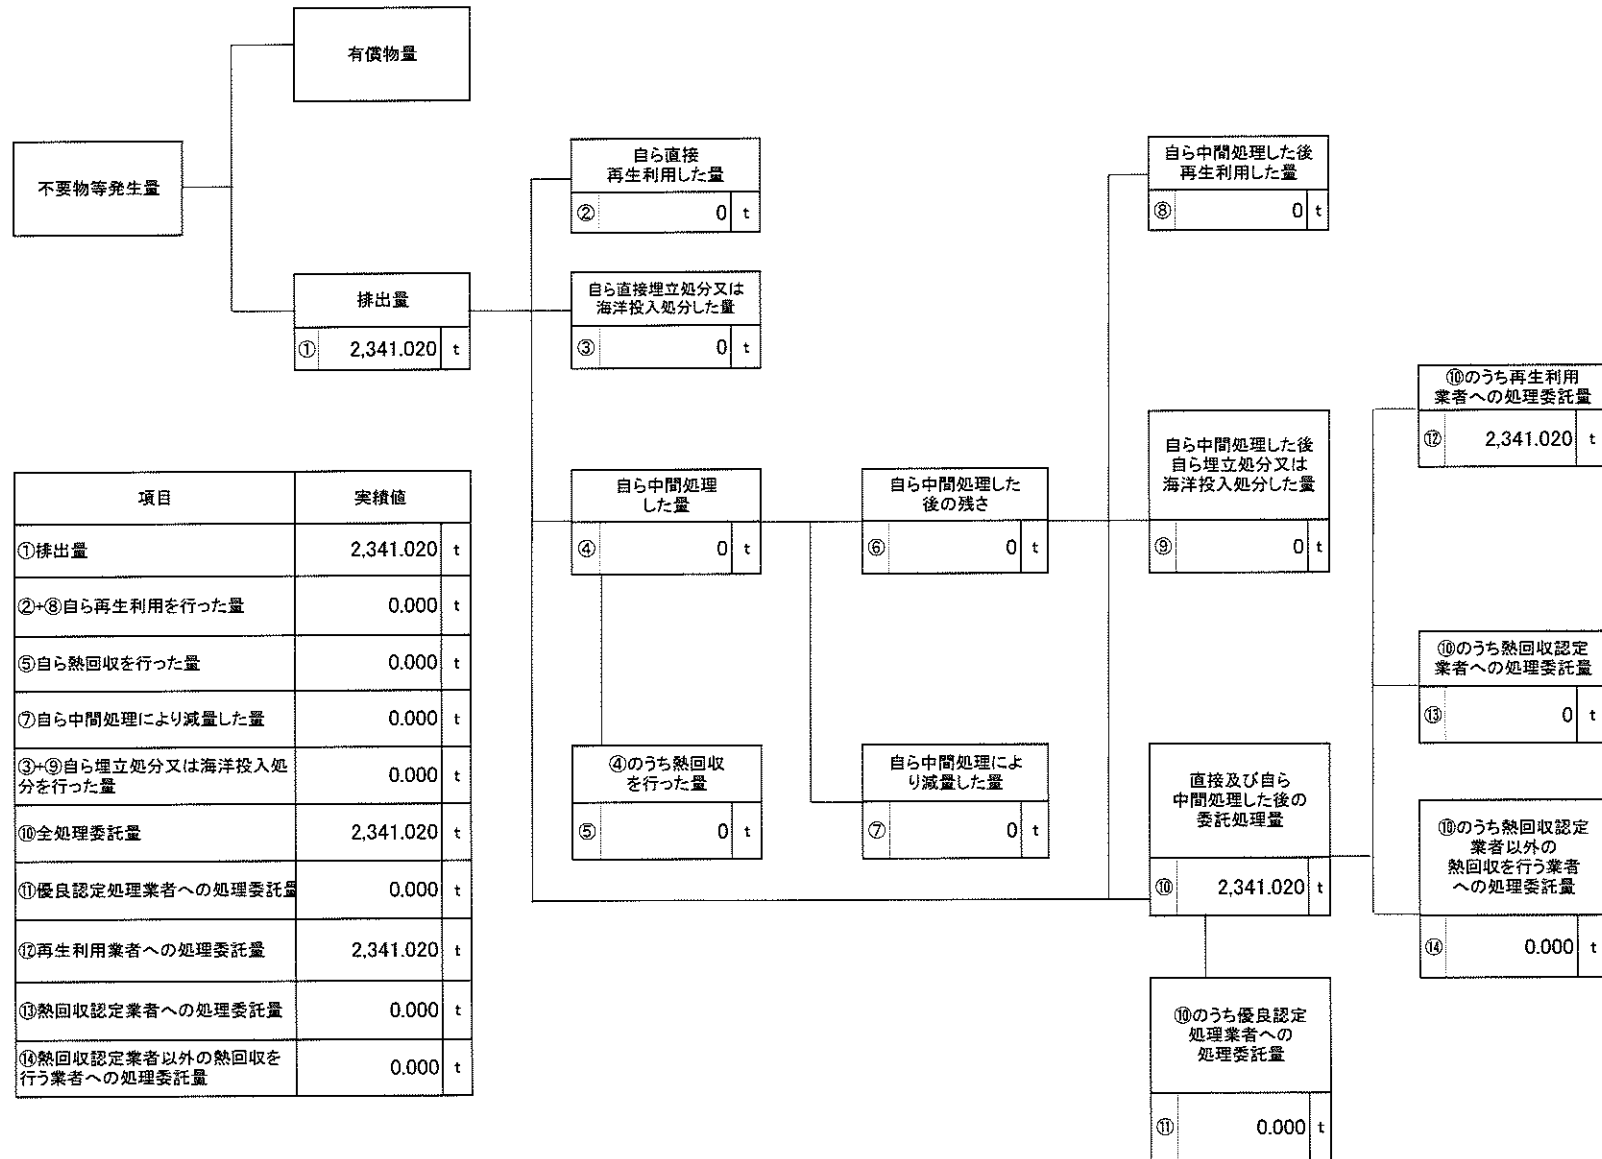 有償物量
不要物等発生量
排出量
① 2,341.020 t
自ら直接
再生利用した量
② 0 t
自ら直接埋立処分又は
海洋投入処分した量
③ 0 t
自ら中間処理
した量
④ 0 t
④のうち熱回収
を行った量
⑤ 0 t
自ら中間処理した
後の残さ
⑥ 0 t
自ら中間処理によ
り減量した量
⑦ 0 t
自ら中間処理した後
再生利用した量
⑧ 0 t
自ら中間処理した後
自ら埋立処分又は
海洋投入処分した量
⑨ 0 t
直接及び自ら
中間処理した後の
委託処理量
⑩ 2,341.020 t
⑩のうち優良認定
処理業者への
処理委託量
⑪ 0.000 t
⑩のうち再生利用
業者への処理委託量
⑫ 2,341.020 t
⑩のうち熱回収認定
業者への処理委託量
⑬ 0 t
⑩のうち熱回収認定
業者以外の
熱回収を行う業者
への処理委託量
⑭ 0.000 t
項目 実績値
①排出量 2,341.020 t
②+⑧自ら再生利用を行った量 0.000 t
⑤自ら熱回収を行った量 0.000 t
⑦自ら中間処理により減量した量 0.000 t
③+⑨自ら埋立処分又は海洋投入処
分を行った量 0.000 t
⑩全処理委託量 2,341.020 t
⑪優良認定処理業者への処理委託量 0.000 t
⑫再生利用業者への処理委託量 2,341.020 t
⑬熱回収認定業者への処理委託量 0.000 t
⑭熱回収認定業者以外の熱回収を
行う業者への処理委託量 0.000 t